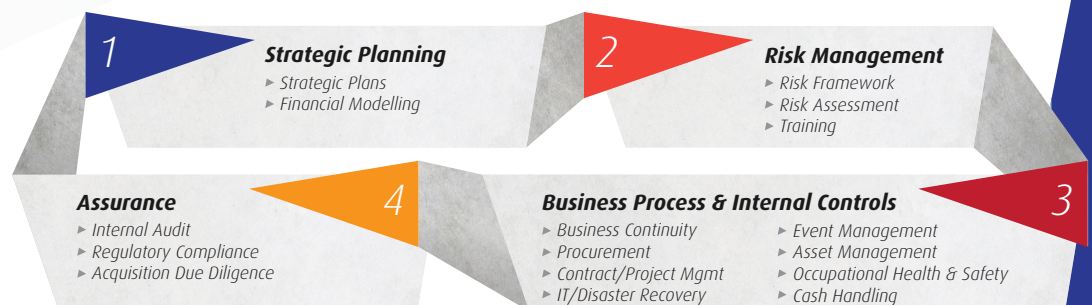 1
Strategic Planning
▸ Strategic Plans
▸ Financial Modelling
2
Risk Management
▸ Risk Framework
▸ Risk Assessment
▸ Training
3
Business Process & Internal Controls
▸ Business Continuity
▸ Procurement
▸ Contract/Project Mgmt
▸ IT/Disaster Recovery
▸ Event Management
▸ Asset Management
▸ Occupational Health & Safety
▸ Cash Handling
4
Assurance
▸ Internal Audit
▸ Regulatory Compliance
▸ Acquisition Due Diligence